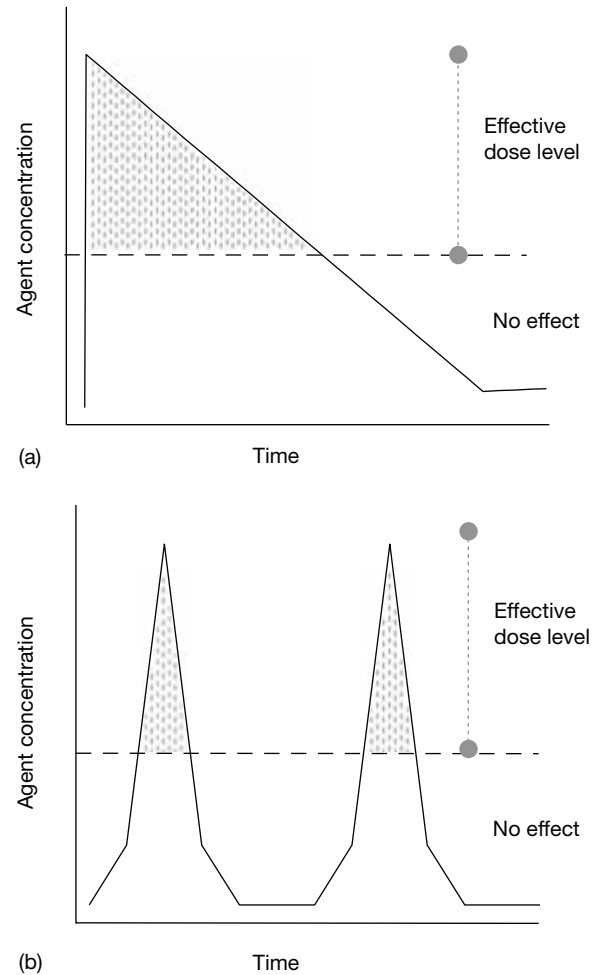 Agent concentration
Effective
dose level
No effect
(a)
Time
Agent concentration
Effective
dose level
No effect
(b)
Time